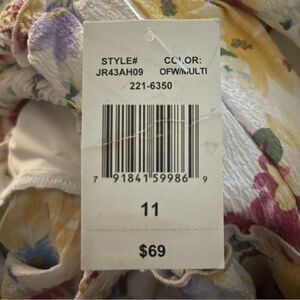 STYLE# COLOR:
JR43AH09 OFW/MULTI
221-6350
7 91841 59986 9
11
$69